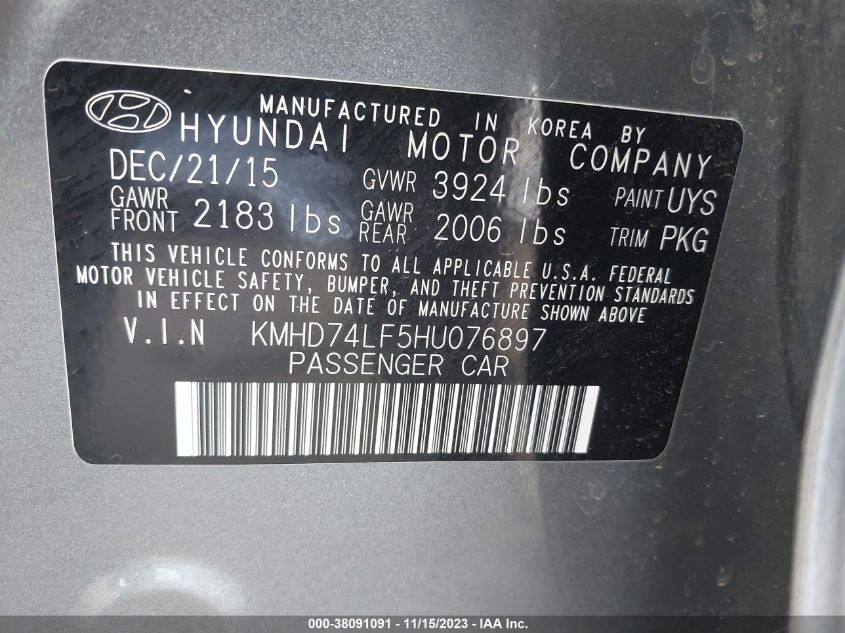 MANUFACTURED IN KOREA BY
HYUNDAI MOTOR COMPANY
DEC/21/15 GVWR 3924 lbs PAINT UYS
GAWR FRONT 2183 lbs GAWR REAR 2006 lbs TRIM PKG
THIS VEHICLE CONFORMS TO ALL APPLICABLE U.S.A. FEDERAL
MOTOR VEHICLE SAFETY, BUMPER, AND THEFT PREVENTION STANDARDS
IN EFFECT ON THE DATE OF MANUFACTURE SHOWN ABOVE
V.I.N KMHD74LF5HU076897
PASSENGER CAR
000-38091091 - 11/15/2023 - IAA Inc.